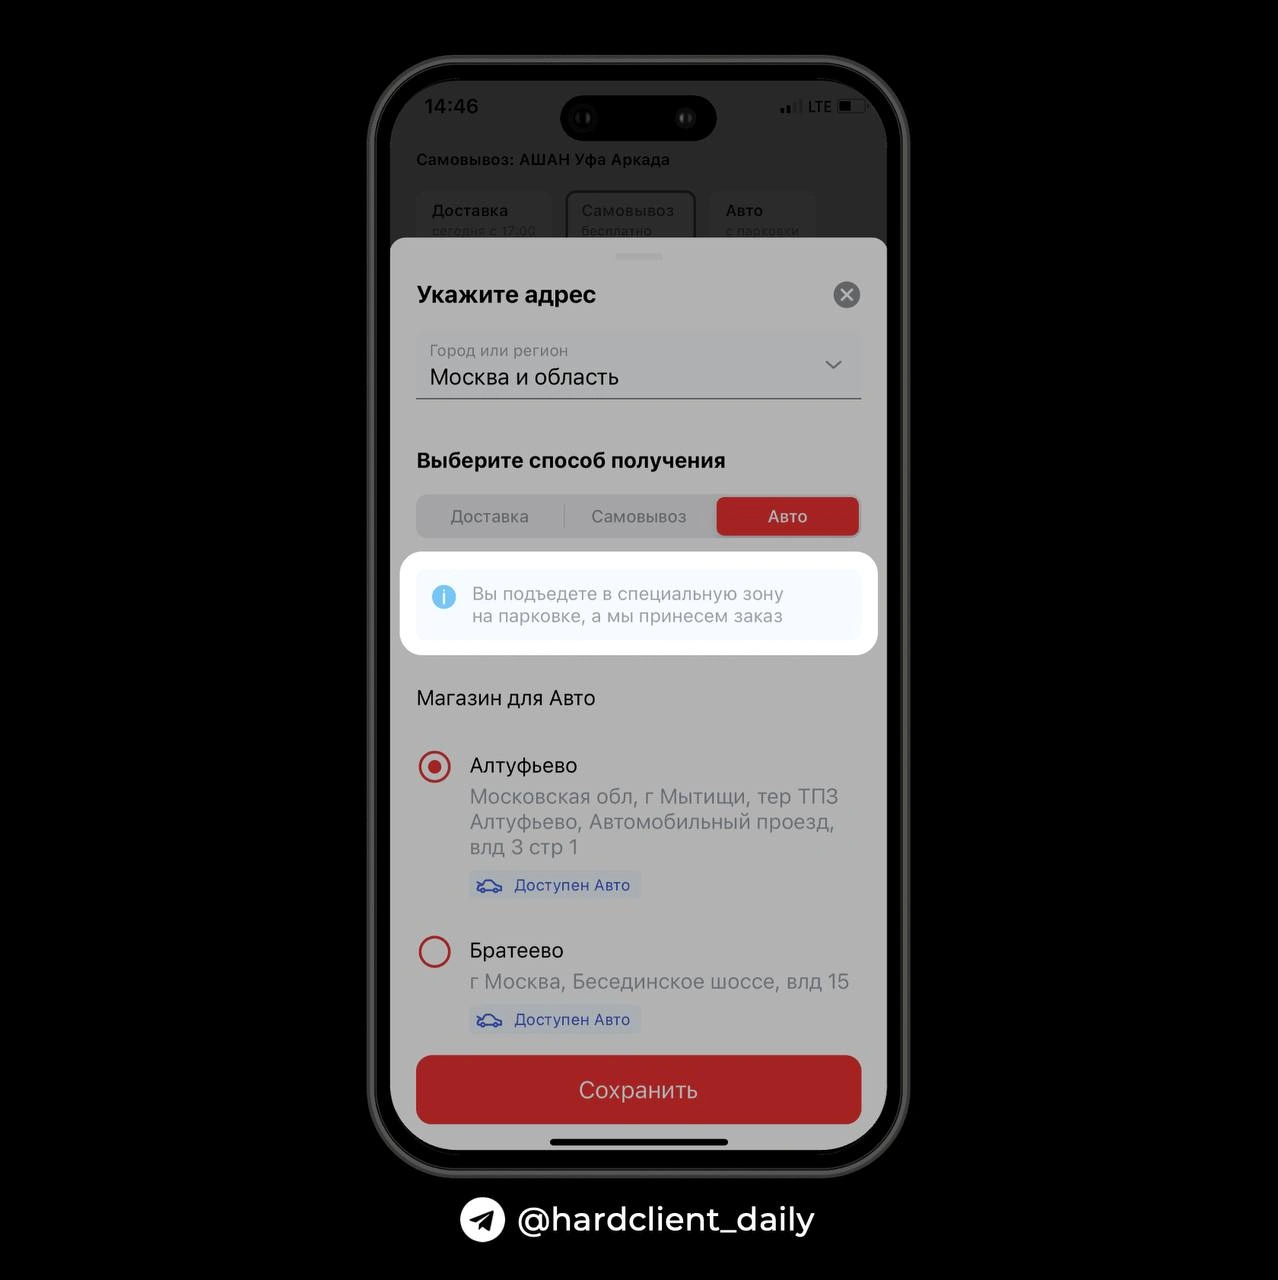 14:46
LTE
Самовывоз: АШАН Уфа Аркада
Доставка
сегодня с 17:00
Самовывоз
бесплатно
Авто
с парковки
Укажите адрес
Город или регион
Москва и область
Выберите способ получения
Доставка
Самовывоз
Авто
Вы подъедете в специальную зону
на парковке, а мы принесем заказ
Магазин для Авто
Алтуфьево
Московская обл, г Мытищи, тер ТПЗ
Алтуфьево, Автомобильный проезд,
влд 3 стр 1
Доступен Авто
Братеево
г Москва, Бесединское шоссе, влд 15
Доступен Авто
Сохранить
@hardclient_daily